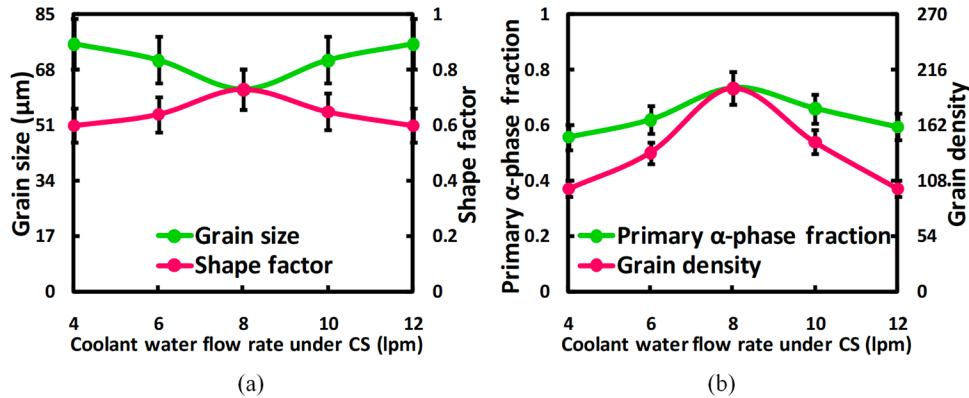 85
68
51
34
17
0
Grain size (μm)
1
0.8
0.6
0.4
0.2
0
Shape factor
Grain size
Shape factor
4 6 8 10 12
Coolant water flow rate under CS (lpm)
(a)
1
0.8
0.6
0.4
0.2
0
Primary α-phase fraction
270
216
162
108
54
0
Grain density
Primary α-phase fraction
Grain density
4 6 8 10 12
Coolant water flow rate under CS (lpm)
(b)